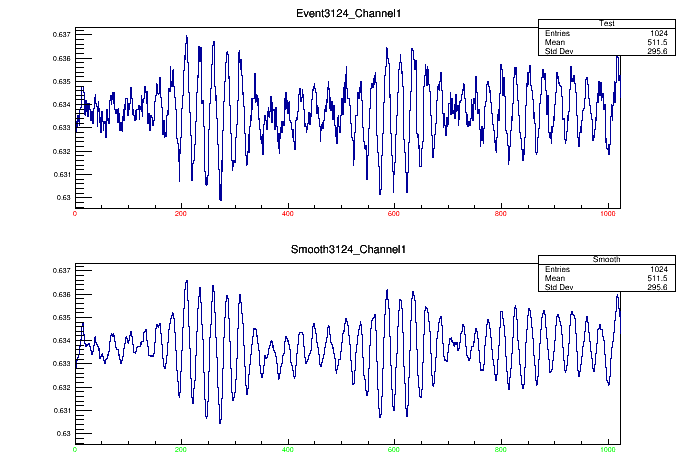 Event3124_Channel1
Test
Entries 1024
Mean 511.5
Std Dev 295.6
0.637
0.636
0.635
0.634
0.633
0.632
0.631
0.63
0 200 400 600 800 1000
Smooth3124_Channel1
Smooth
Entries 1024
Mean 511.5
Std Dev 295.6
0.637
0.636
0.635
0.634
0.633
0.632
0.631
0.63
0 200 400 600 800 1000